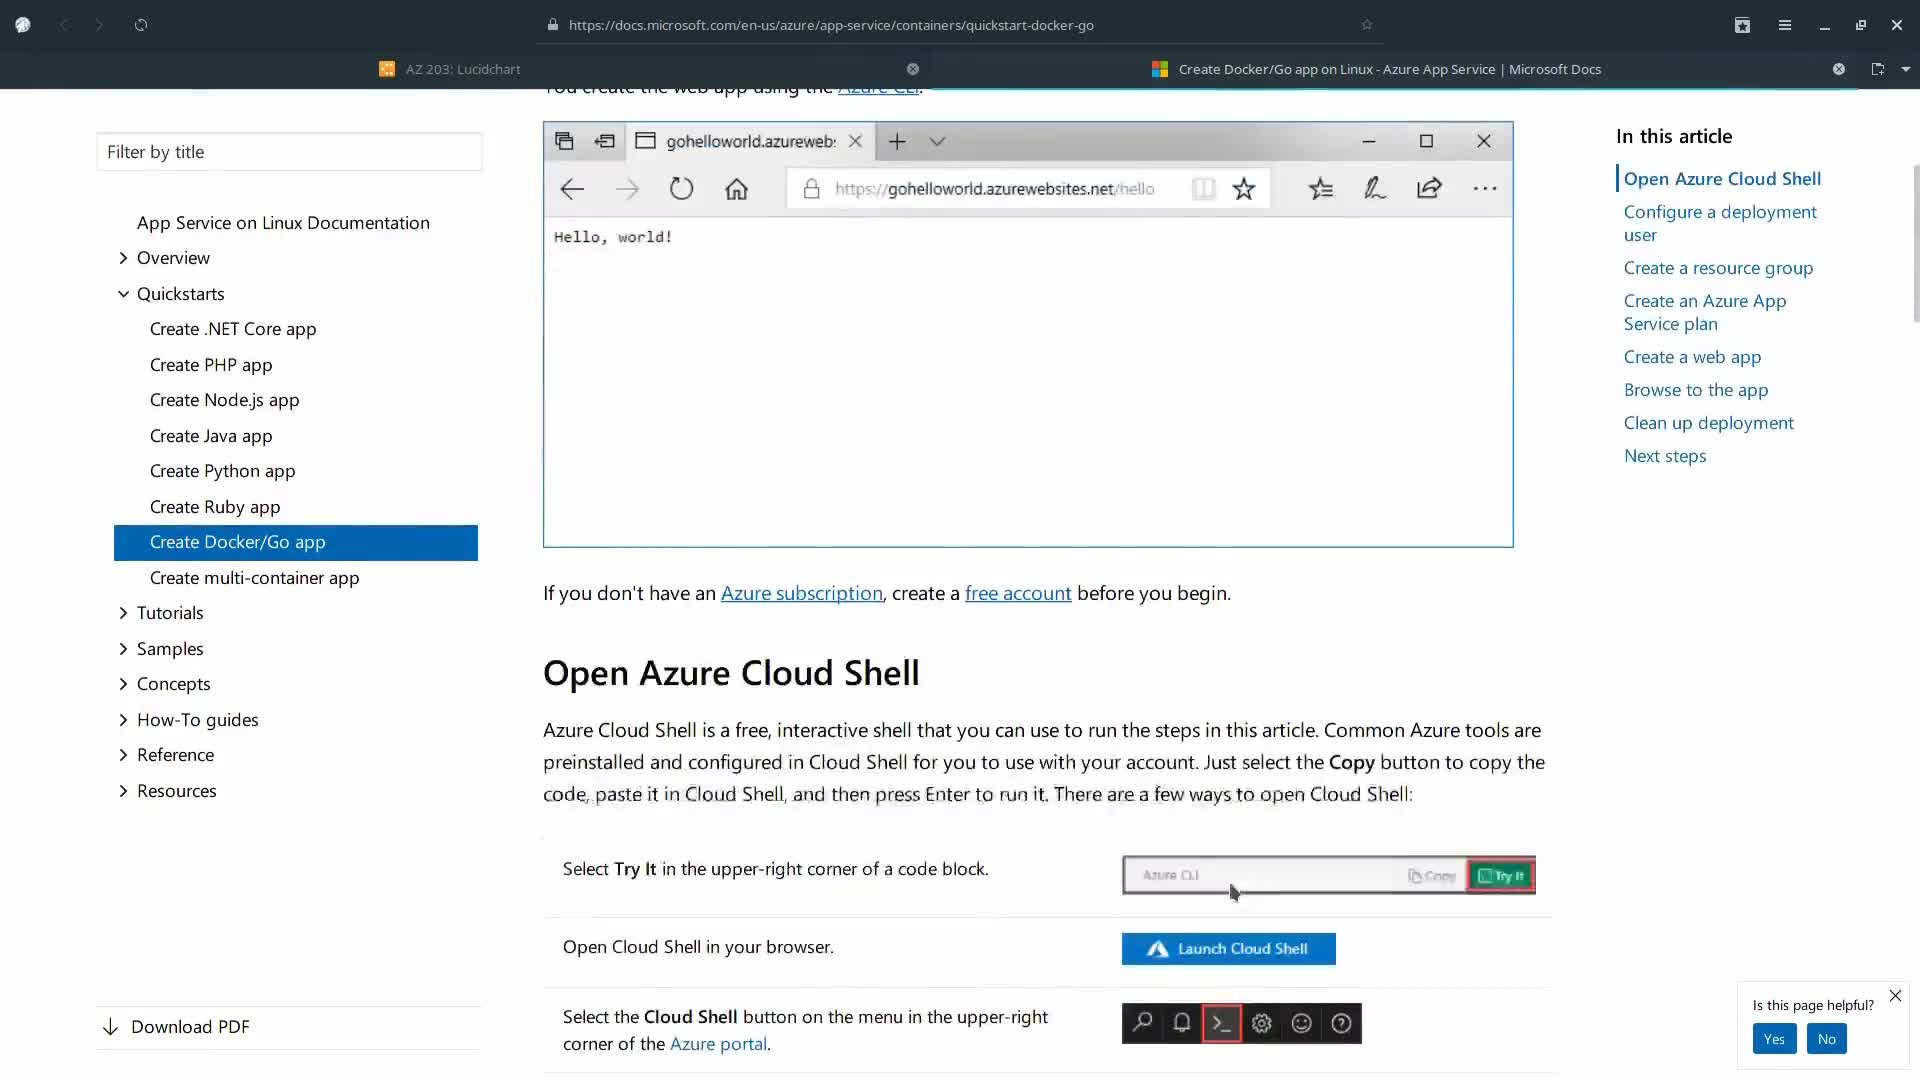 https://docs.microsoft.com/en-us/azure/app-service/containers/quickstart-docker-go
AZ 203: Lucidchart
Create Docker/Go app on Linux - Azure App Service | Microsoft Docs
You create the web app using the Azure CLI.
Filter by title
App Service on Linux Documentation
Overview
Quickstarts
Create .NET Core app
Create PHP app
Create Node.js app
Create Java app
Create Python app
Create Ruby app
Create Docker/Go app
Create multi-container app
Tutorials
Samples
Concepts
How-To guides
Reference
Resources
Download PDF
gohelloworld.azureweb
https://gohelloworld.azurewebsites.net/hello
Hello, world!
If you don't have an Azure subscription, create a free account before you begin.
Open Azure Cloud Shell
Azure Cloud Shell is a free, interactive shell that you can use to run the steps in this article. Common Azure tools are
preinstalled and configured in Cloud Shell for you to use with your account. Just select the Copy button to copy the
code, paste it in Cloud Shell, and then press Enter to run it. There are a few ways to open Cloud Shell:
Select Try It in the upper-right corner of a code block.
Azure CLI
Copy
Try It
Open Cloud Shell in your browser.
Launch Cloud Shell
Select the Cloud Shell button on the menu in the upper-right
corner of the Azure portal.
In this article
Open Azure Cloud Shell
Configure a deployment
user
Create a resource group
Create an Azure App
Service plan
Create a web app
Browse to the app
Clean up deployment
Next steps
Is this page helpful?
Yes
No